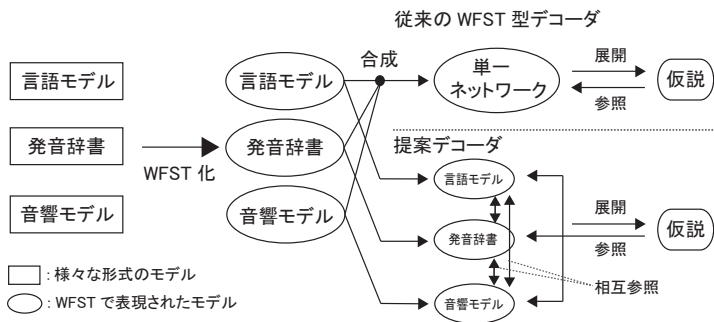 従来の WFST 型デコーダ
言語モデル
発音辞書
音響モデル
WFST 化
言語モデル
発音辞書
音響モデル
合成
単一
ネットワーク
展開
参照
仮説
提案デコーダ
言語モデル
発音辞書
音響モデル
展開
参照
仮説
相互参照
: 様々な形式のモデル
: WFST で表現されたモデル